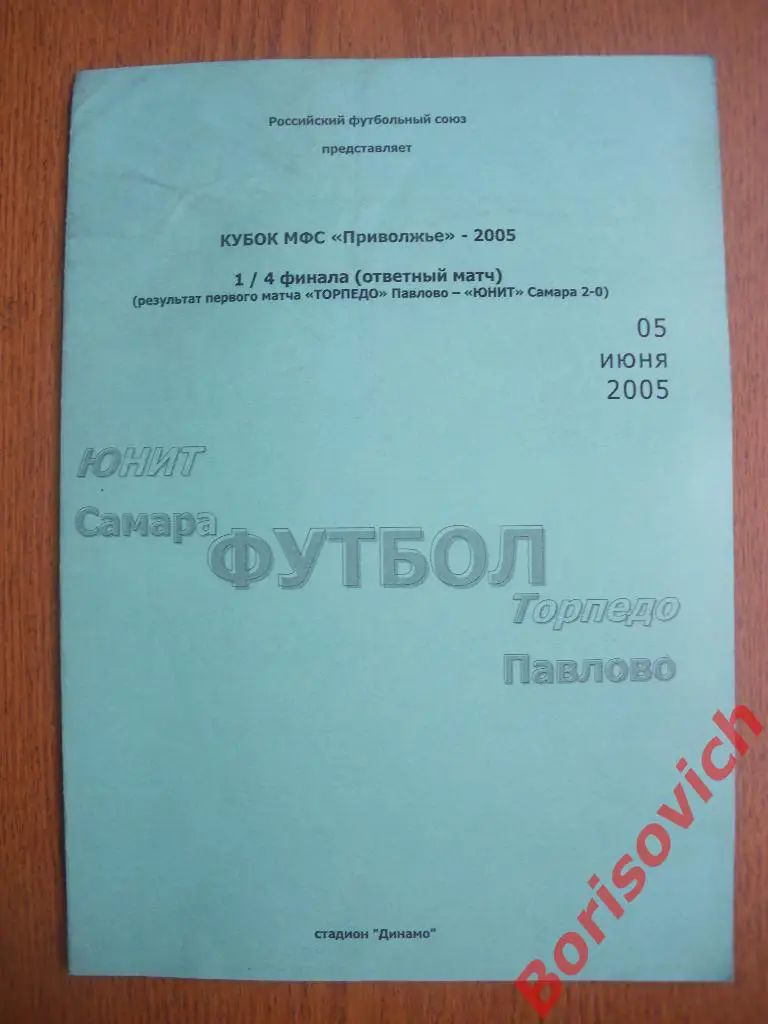 Российский футбольный союз
представляет
КУБОК МФС «Приволжье» - 2005
1 / 4 финала (ответный матч)
(результат первого матча «ТОРПЕДО» Павлово – «ЮНИТ» Самара 2-0)
05
июня
2005
ЮНИТ
Самара
ФУТБОЛ
Торпедо
Павлово
стадион "Динамо"
Borisovich